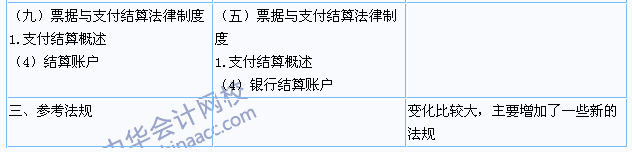 （九）票据与支付结算法律制度
1.支付结算概述
（4）结算账户
（五）票据与支付结算法律制
度
1.支付结算概述
（4）银行结算账户
三、参考法规
变化比较大，主要增加了一些新的
法规
中华会计网校
chinaacc.com